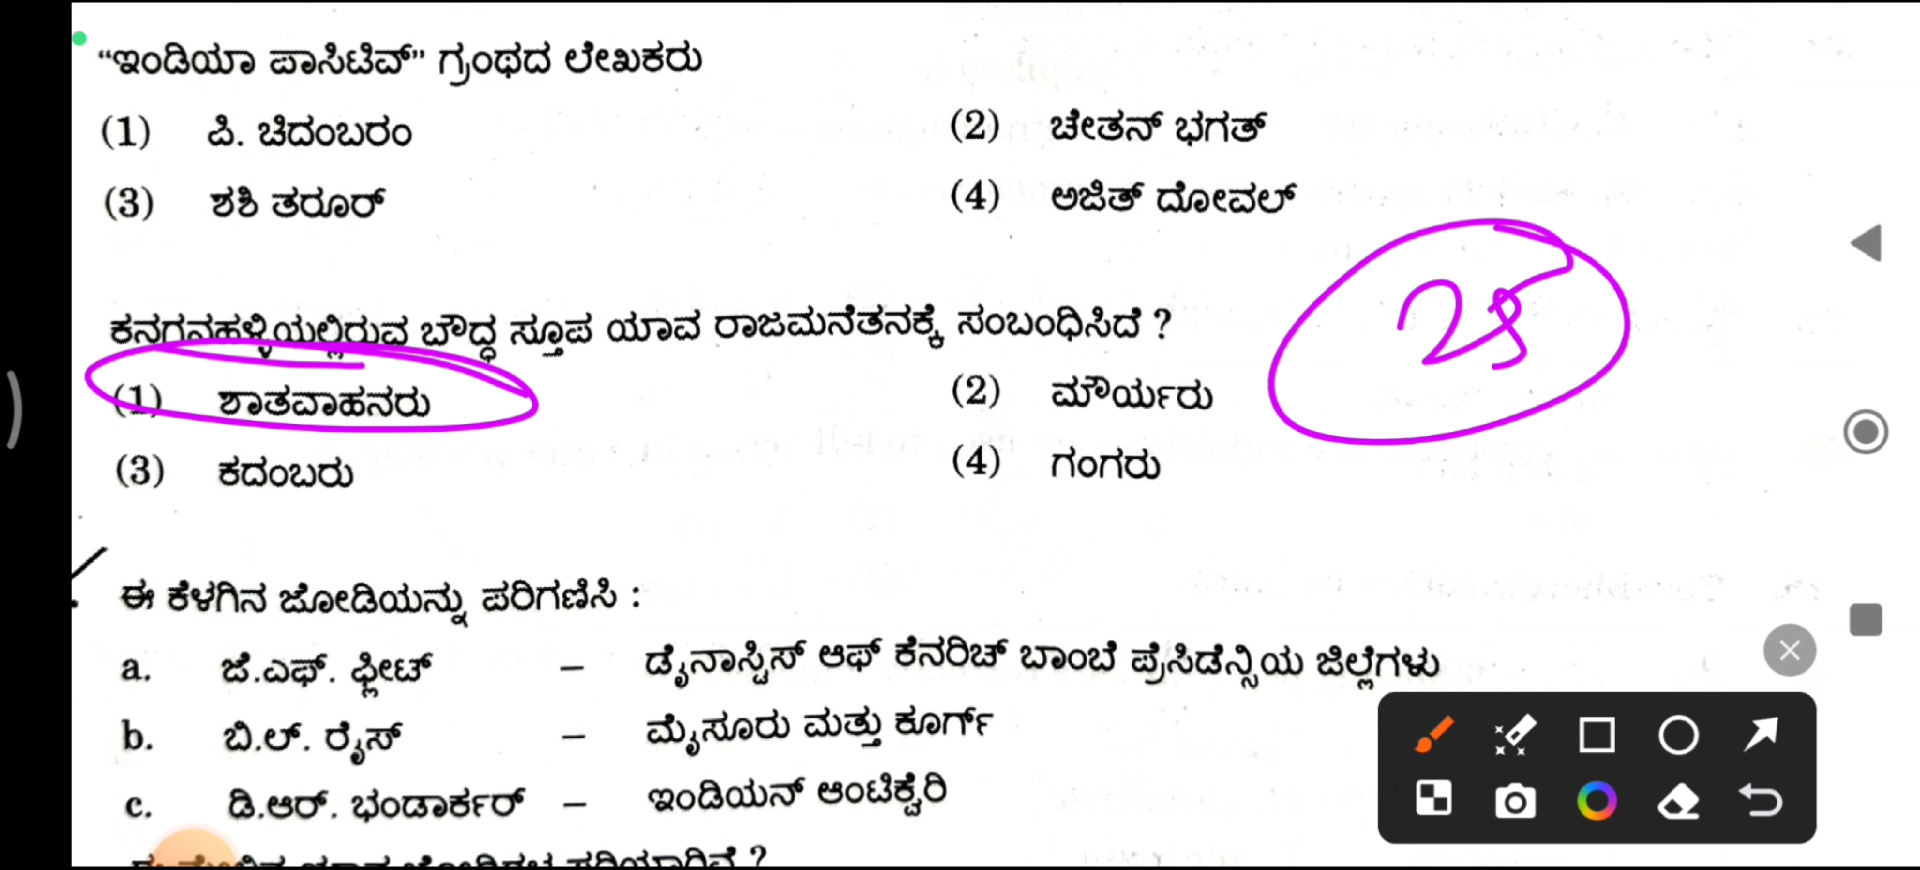 “ಇಂಡಿಯಾ ಪಾಸಿಟಿವ್” ಗ್ರಂಥದ ಲೇಖಕರು
(1) ಪಿ. ಚಿದಂಬರಂ (2) ಚೇತನ್ ಭಗತ್
(3) ಶಶಿ ತರೂರ್ (4) ಅಜಿತ್ ದೋವಲ್
25
ಕನಗನಹಳ್ಳಿಯಲ್ಲಿರುವ ಬೌದ್ಧ ಸ್ತೂಪ ಯಾವ ರಾಜಮನೆತನಕ್ಕೆ ಸಂಬಂಧಿಸಿದೆ ?
(1) ಶಾತವಾಹನರು (2) ಮೌರ್ಯರು
(3) ಕದಂಬರು (4) ಗಂಗರು
ಈ ಕೆಳಗಿನ ಜೋಡಿಯನ್ನು ಪರಿಗಣಿಸಿ :
a. ಜೆ.ಎಫ್. ಫ್ಲೀಟ್ – ಡೈನಾಸ್ಟಿಸ್ ಆಫ್ ಕೆನರಿಚ್ ಬಾಂಬೆ ಪ್ರೆಸಿಡೆನ್ಸಿಯ ಜಿಲ್ಲೆಗಳು
b. ಬಿ.ಲ್. ರೈಸ್ – ಮೈಸೂರು ಮತ್ತು ಕೂರ್ಗ್
c. ಡಿ.ಆರ್. ಭಂಡಾರ್ಕರ್ – ಇಂಡಿಯನ್ ಆಂಟಿಕ್ವೆರಿ